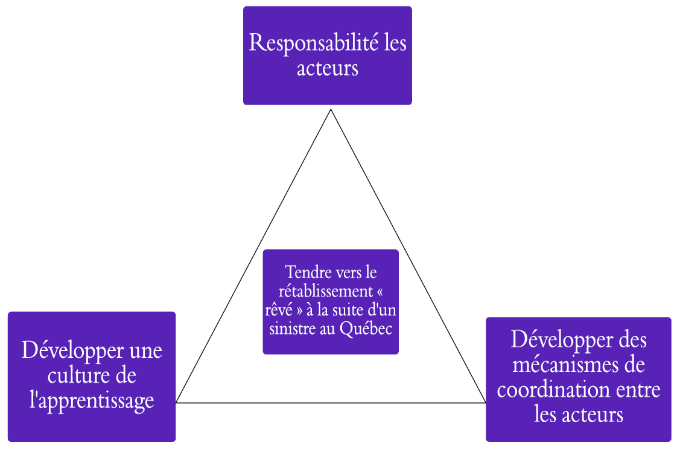 Responsabilité les
acteurs
Tendre vers le
rétablissement «
rêvé » à la suite d'un
sinistre au Québec
Développer une
culture de
l'apprentissage
Développer des
mécanismes de
coordination entre
les acteurs